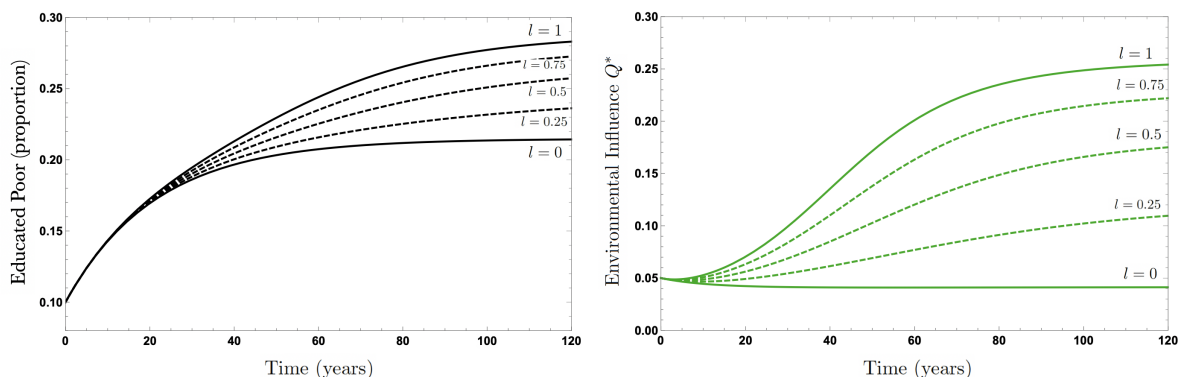 Educated Poor (proportion)
0.30
0.25
0.20
0.15
0.10
l = 1
l = 0.75
l = 0.5
l = 0.25
l = 0
0 20 40 60 80 100 120
Time (years)
Environmental Influence Q*
0.30
0.25
0.20
0.15
0.10
0.05
0.00
l = 1
l = 0.75
l = 0.5
l = 0.25
l = 0
0 20 40 60 80 100 120
Time (years)